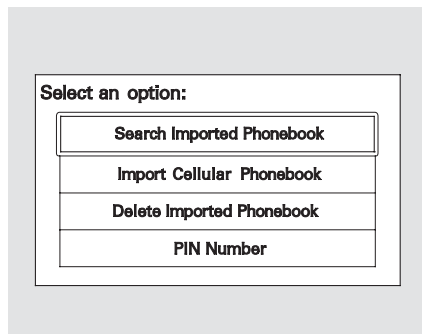 Select an option:
Search Imported Phonebook
Import Cellular Phonebook
Delete Imported Phonebook
PIN Number